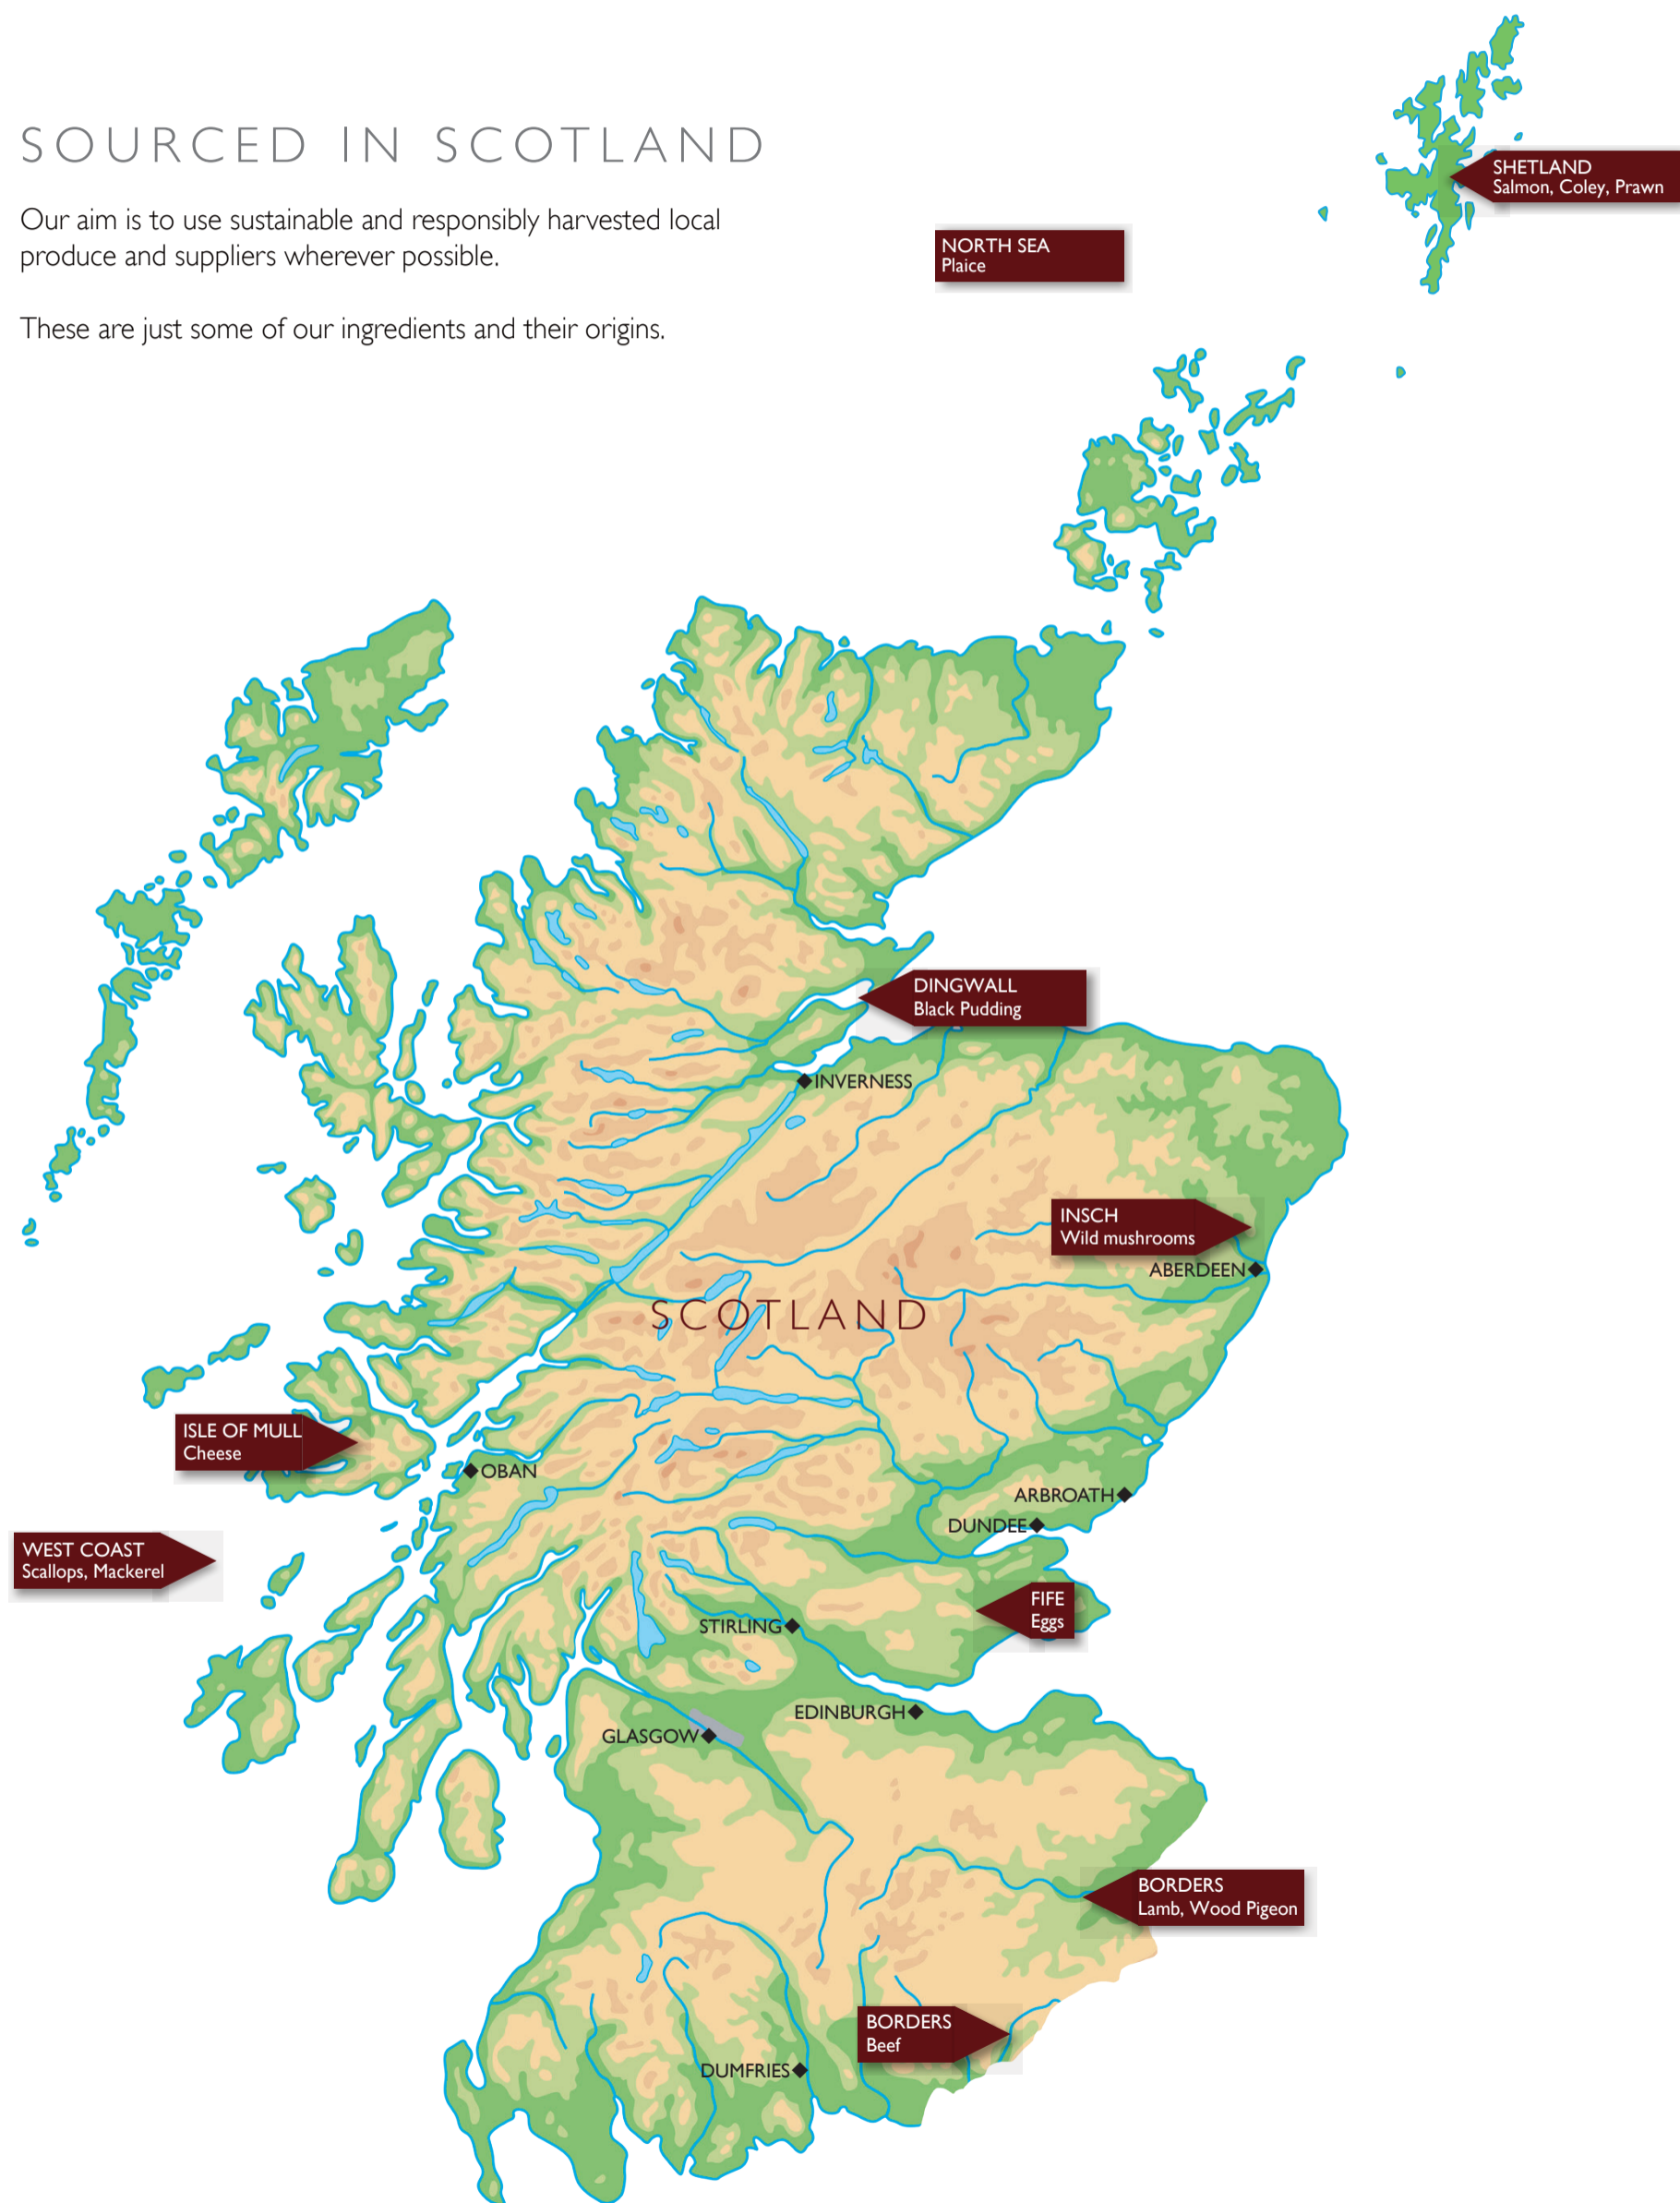 SOURCED IN SCOTLAND
Our aim is to use sustainable and responsibly harvested local
produce and suppliers wherever possible.
These are just some of our ingredients and their origins.
SHETLAND
Salmon, Coley, Prawn
NORTH SEA
Plaice
DINGWALL
Black Pudding
INVERNESS
INSCH
Wild mushrooms
ABERDEEN
SCOTLAND
ISLE OF MULL
Cheese
OBAN
ARBROATH
DUNDEE
WEST COAST
Scallops, Mackerel
FIFE
Eggs
STIRLING
EDINBURGH
GLASGOW
BORDERS
Lamb, Wood Pigeon
BORDERS
Beef
DUMFRIES